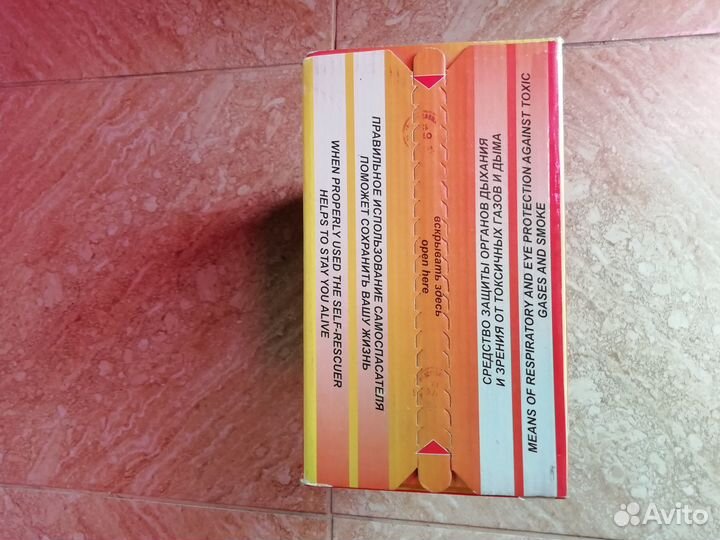 СРЕДСТВО ЗАЩИТЫ ОРГАНОВ ДЫХАНИЯ
И ЗРЕНИЯ ОТ ТОКСИЧНЫХ ГАЗОВ И ДЫМА
MEANS OF RESPIRATORY AND EYE PROTECTION AGAINST TOXIC
GASES AND SMOKE
вскрывать здесь
open here
ПРАВИЛЬНОЕ ИСПОЛЬЗОВАНИЕ САМОСПАСАТЕЛЯ
ПОМОЖЕТ СОХРАНИТЬ ВАШУ ЖИЗНЬ
WHEN PROPERLY USED THE SELF-RESCUER
HELPS TO STAY YOU ALIVE
Avito